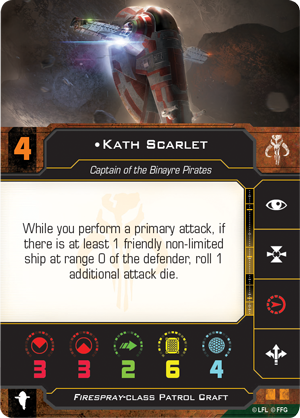 4
•Kath Scarlet
Captain of the Binayre Pirates
While you perform a primary attack, if
there is at least 1 friendly non-limited
ship at range 0 of the defender, roll 1
additional attack die.
3 3 2 6 4
Firespray-class Patrol Craft
©LFL ©FFG